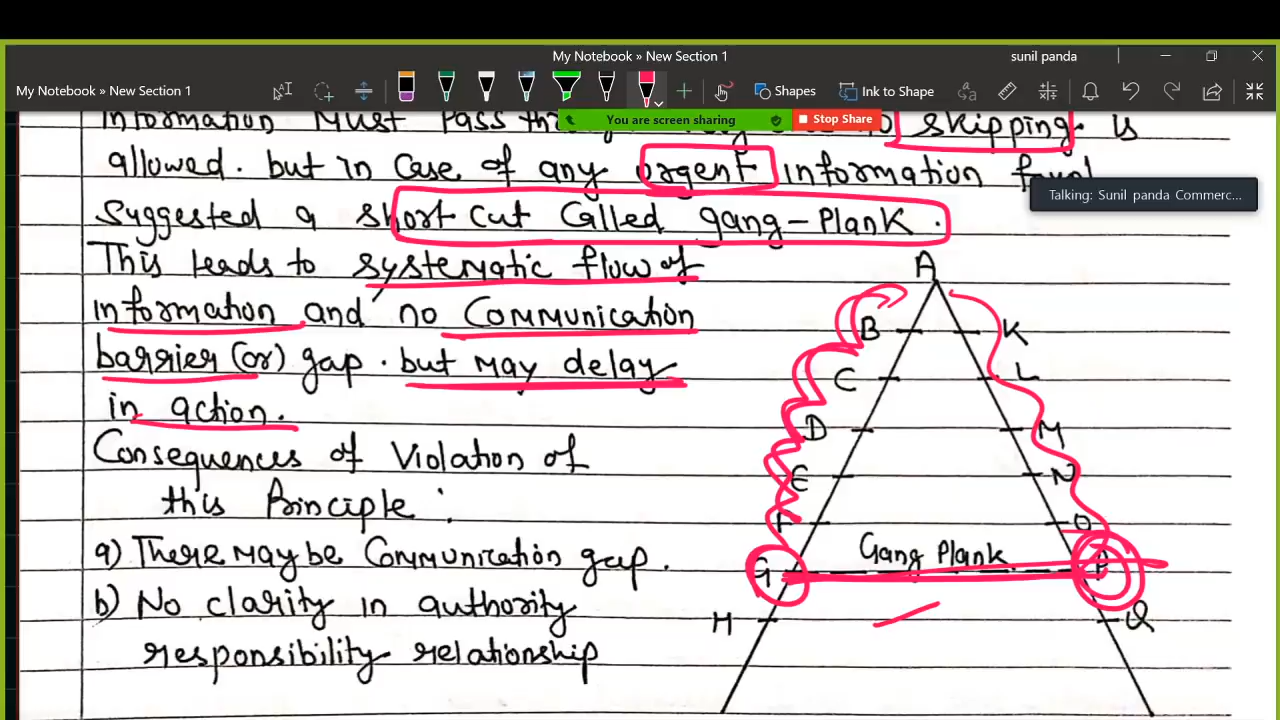 My Notebook » New Section 1
sunil panda
My Notebook » New Section 1
Shapes
Ink to Shape
You are screen sharing
Stop Share
Information Must Pass no skipping is
allowed. but in case of any urgent information
Talking: Sunil panda Commerc...
Suggested a short cut called gang-Plank.
This leads to systematic flow of
information and no Communication
barrier (or) gap. but may delay
in action.
Consequences of Violation of
this Principle :
a) There may be Communication gap.
b) No clarity in authority
responsibility relationship
A
B K
C L
D M
E N
F O
Gang Plank
G P
H Q